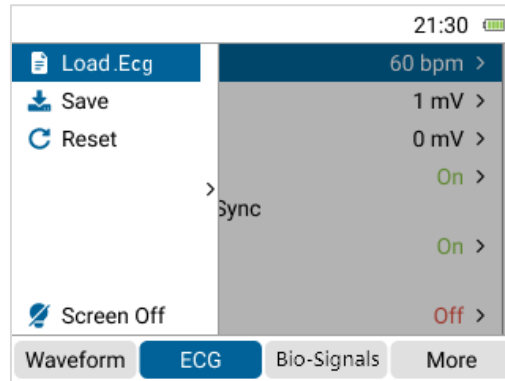 21:30
Load.Ecg 60 bpm >
Save 1 mV >
Reset 0 mV >
On >
>
Sync
On >
Screen Off Off >
Waveform ECG Bio-Signals More